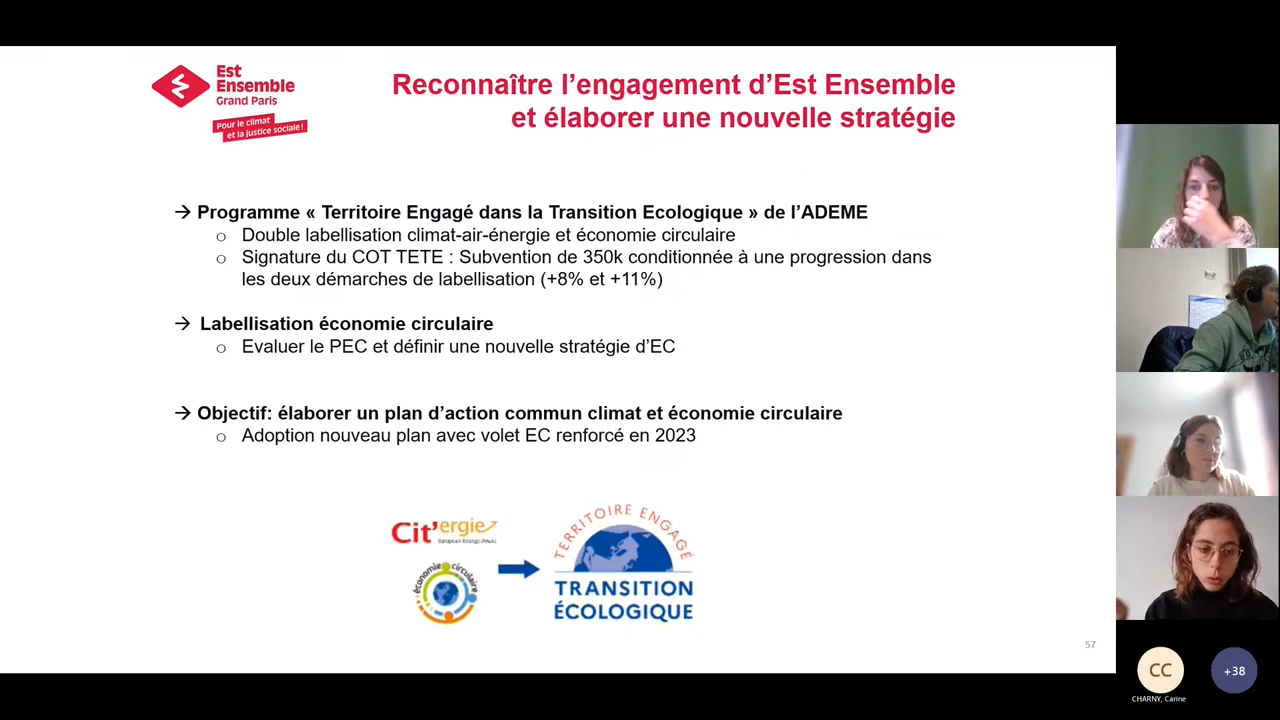 Est
Ensemble
Grand Paris
Pour le climat
et la justice sociale !
Reconnaître l’engagement d’Est Ensemble
et élaborer une nouvelle stratégie
→ Programme « Territoire Engagé dans la Transition Ecologique » de l’ADEME
o Double labellisation climat-air-énergie et économie circulaire
o Signature du COT TETE : Subvention de 350k conditionnée à une progression dans
les deux démarches de labellisation (+8% et +11%)
→ Labellisation économie circulaire
o Evaluer le PEC et définir une nouvelle stratégie d’EC
→ Objectif: élaborer un plan d’action commun climat et économie circulaire
o Adoption nouveau plan avec volet EC renforcé en 2023
Cit'ergie
European Energy Award
économie circulaire
TERRITOIRE ENGAGÉ
TRANSITION
ÉCOLOGIQUE
57
CC
+38
CHARNY, Carine